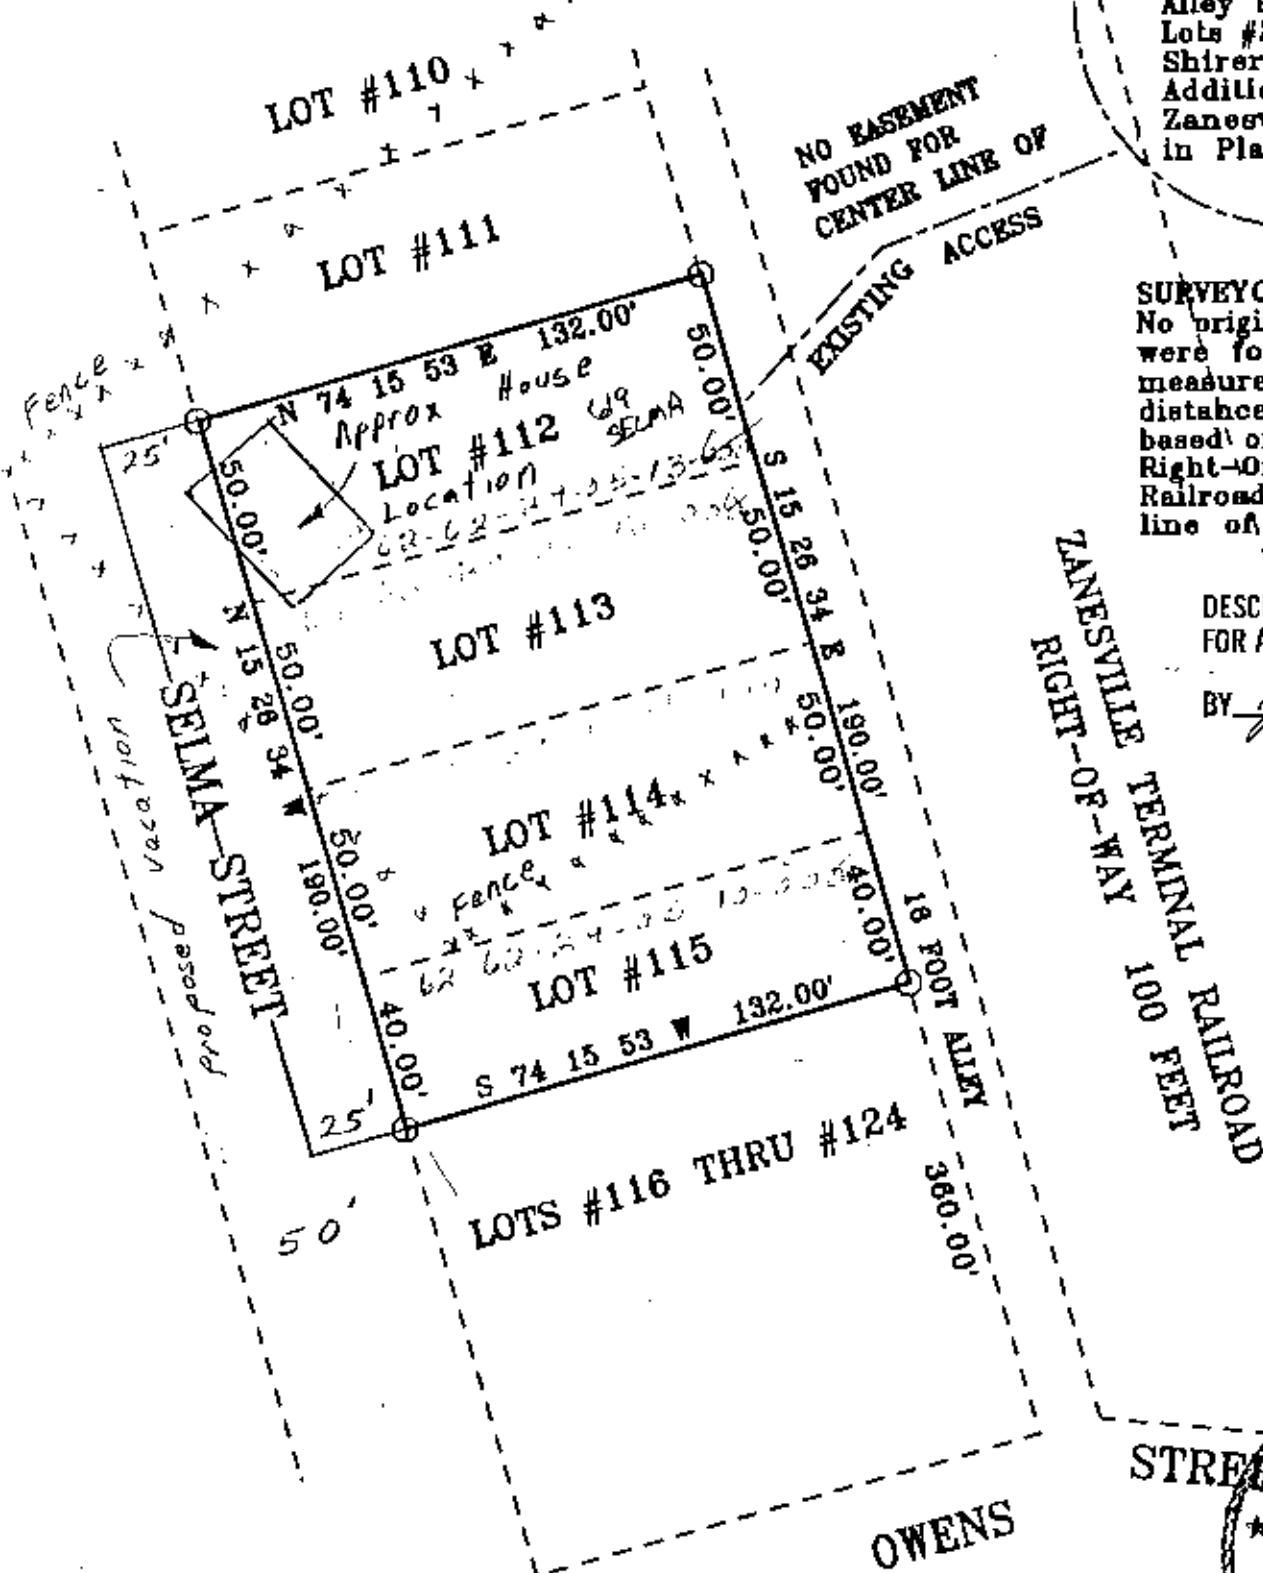 LOT #110
Alley
Lots
Shirer
Additio
Zanesv
in Pla
NO EASEMENT
FOUND FOR
CENTER LINE OF
EXISTING ACCESS
LOT #111
N 74 15 53 E 132.00'
Fence
25'
Approx House
LOT #112
Location
69
SELMA
50.00'
50.00'
SURVEYO
No origi
were fo
measure
distance
based o
Right-O
Railroad
line of
DESC
FOR A
BY
S 15 26 34 E 190.00'
50.00'
LOT #113
N 15 26 34 W 190.00'
50.00'
SELMA STREET
proposed vacation
50.00'
LOT #114
Fence
50.00'
40.00'
LOT #115
40.00'
S 74 15 53 W 132.00'
25'
50'
18 FOOT ALLEY
ZANESVILLE TERMINAL RAILROAD
RIGHT-OF-WAY 100 FEET
LOTS #116 THRU #124
360.00'
OWENS
STREE